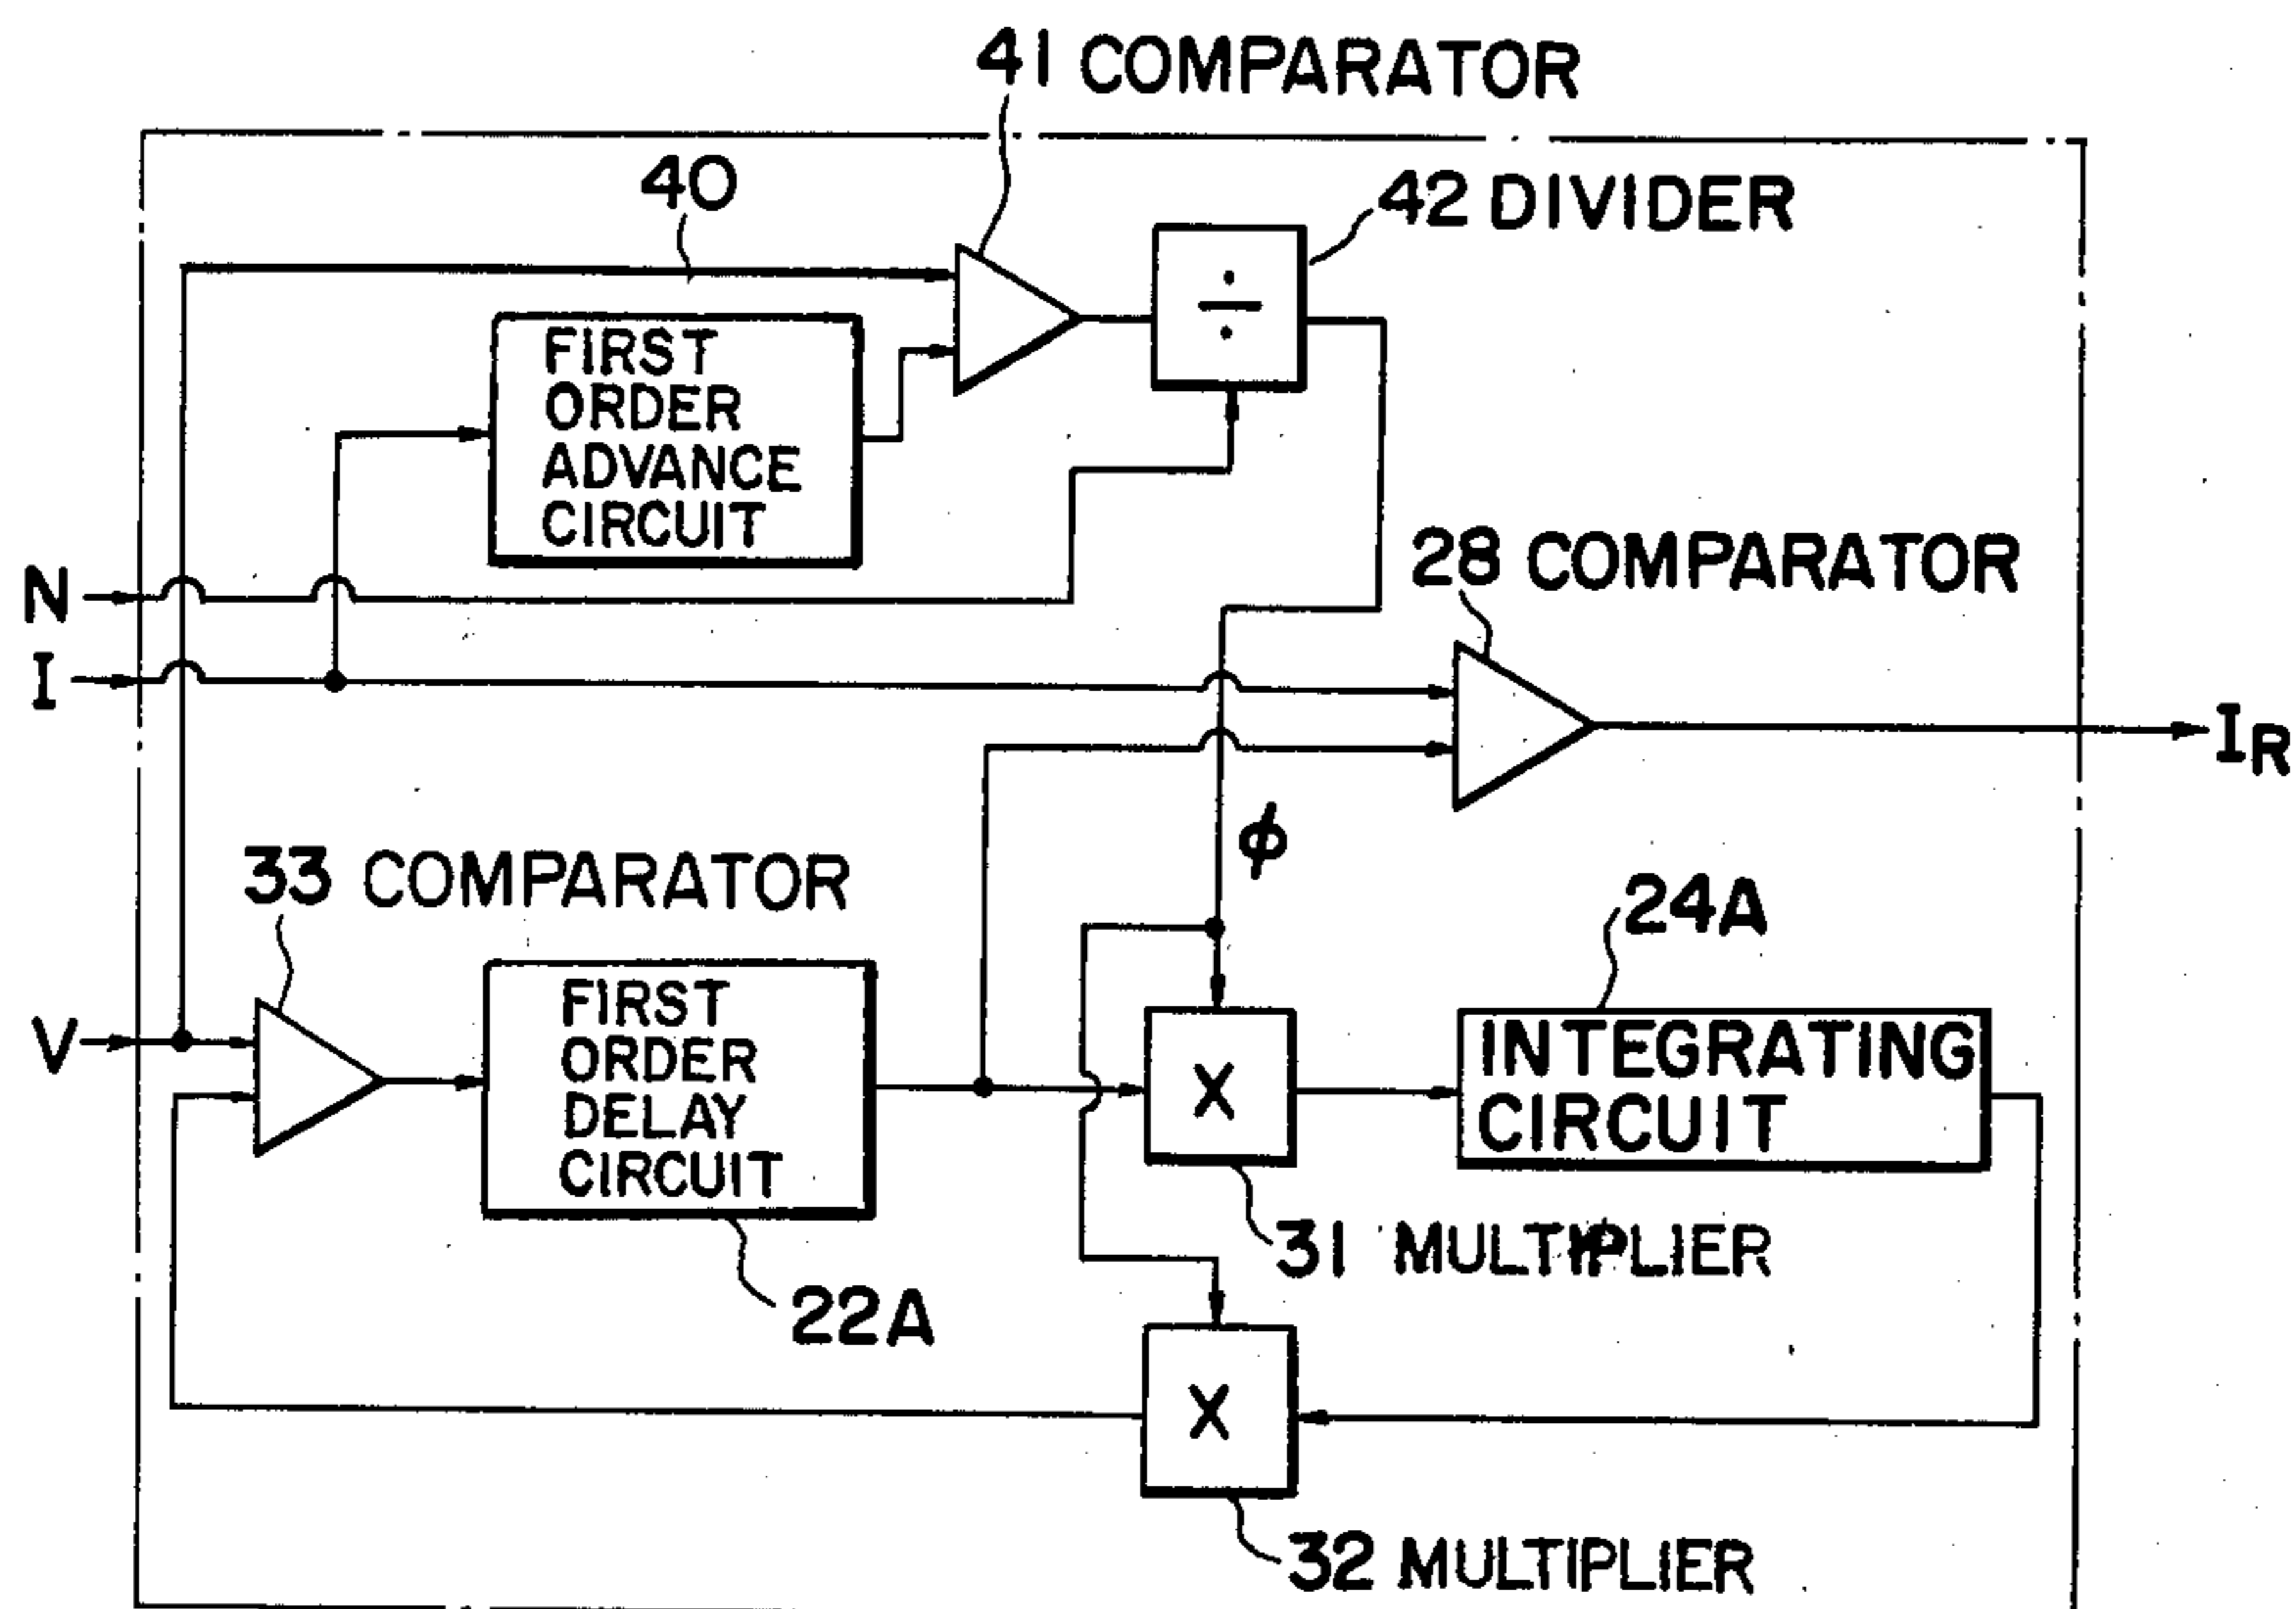 41 COMPARATOR
40
42 DIVIDER
÷
FIRST
ORDER
ADVANCE
CIRCUIT
N
28 COMPARATOR
I
IR
ϕ
33 COMPARATOR
24A
V
FIRST
ORDER
DELAY
CIRCUIT
X
INTEGRATING
CIRCUIT
31 MULTIPLIER
22A
X
32 MULTIPLIER